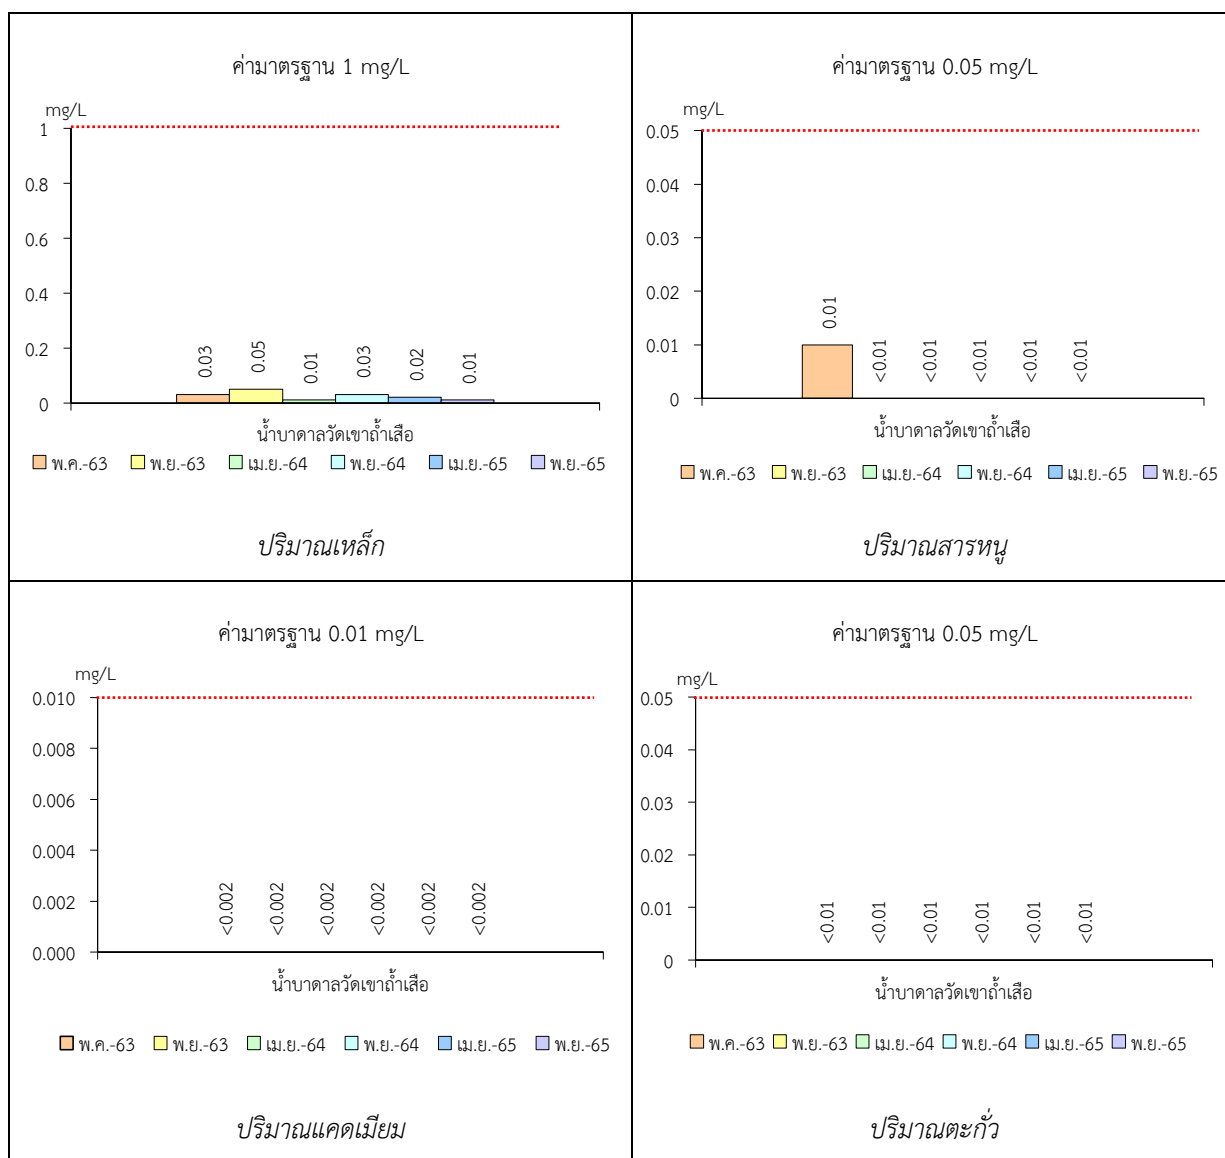 ค่ามาตรฐาน 1 mg/L
mg/L
1
0.8
0.6
0.4
0.2
0
0.03
0.05
0.01
0.03
0.02
0.01
น้ำบาดาลวัดเขาถ้ำเสือ
พ.ค.-63 พ.ย.-63 เม.ย.-64 พ.ย.-64 เม.ย.-65 พ.ย.-65
ปริมาณเหล็ก
ค่ามาตรฐาน 0.05 mg/L
mg/L
0.05
0.04
0.03
0.02
0.01
0
0.01
<0.01
<0.01
<0.01
<0.01
<0.01
น้ำบาดาลวัดเขาถ้ำเสือ
พ.ค.-63 พ.ย.-63 เม.ย.-64 พ.ย.-64 เม.ย.-65 พ.ย.-65
ปริมาณสารหนู
ค่ามาตรฐาน 0.01 mg/L
mg/L
0.010
0.008
0.006
0.004
0.002
0.000
<0.002
<0.002
<0.002
<0.002
<0.002
<0.002
น้ำบาดาลวัดเขาถ้ำเสือ
พ.ค.-63 พ.ย.-63 เม.ย.-64 พ.ย.-64 เม.ย.-65 พ.ย.-65
ปริมาณแคดเมียม
ค่ามาตรฐาน 0.05 mg/L
mg/L
0.05
0.04
0.03
0.02
0.01
0
<0.01
<0.01
<0.01
<0.01
<0.01
<0.01
น้ำบาดาลวัดเขาถ้ำเสือ
พ.ค.-63 พ.ย.-63 เม.ย.-64 พ.ย.-64 เม.ย.-65 พ.ย.-65
ปริมาณตะกั่ว